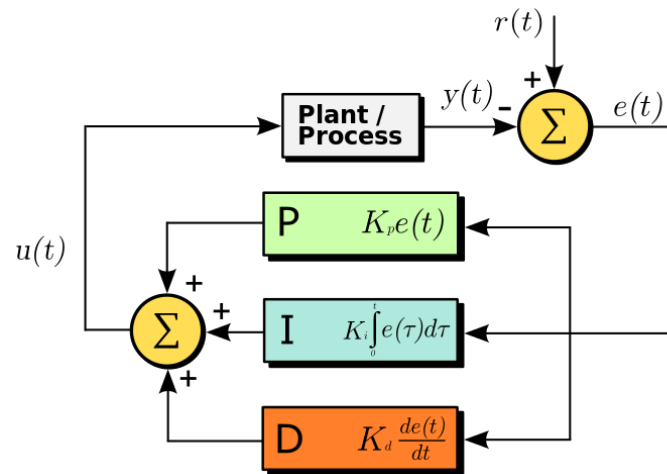 r(t)
+
Plant /
Process
y(t)
-
Σ
e(t)
P K_p e(t)
u(t)
+
Σ
+
I K_i ∫_0^t e(τ)dτ
+
D K_d de(t)/dt